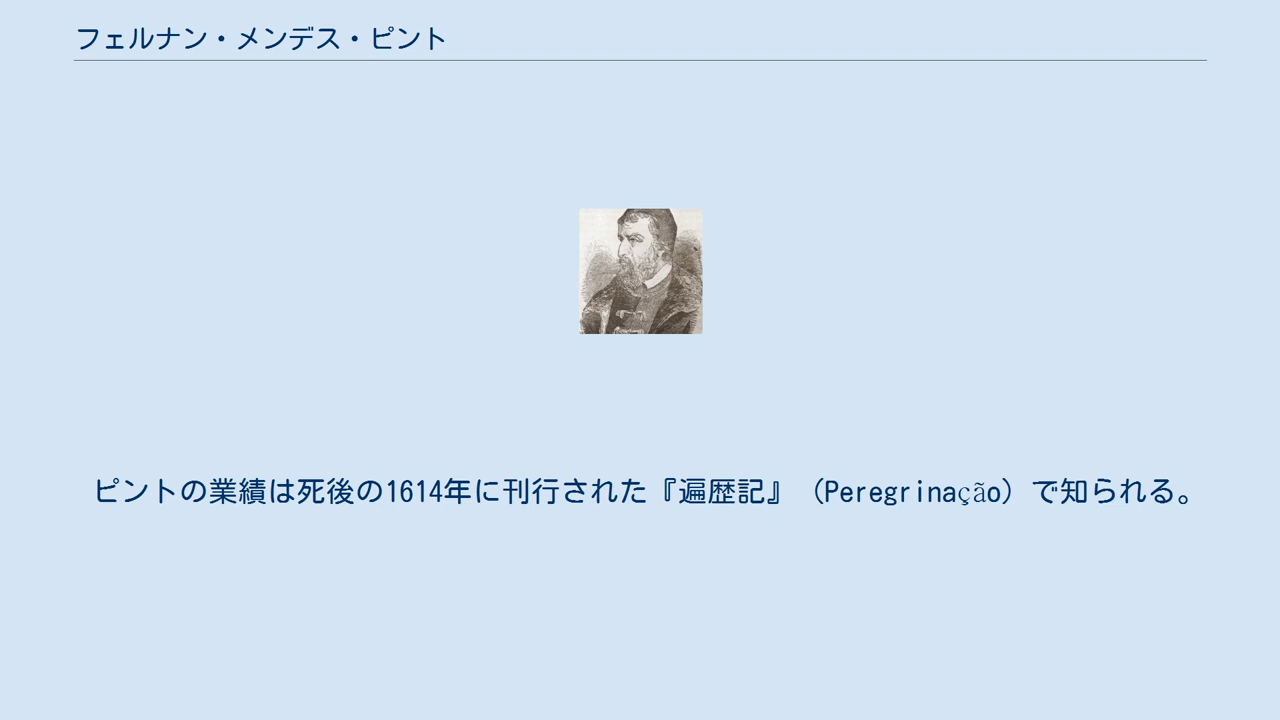 フェルナン・メンデス・ピント
ピントの業績は死後の1614年に刊行された『遍歴記』（Peregrinação）で知られる。